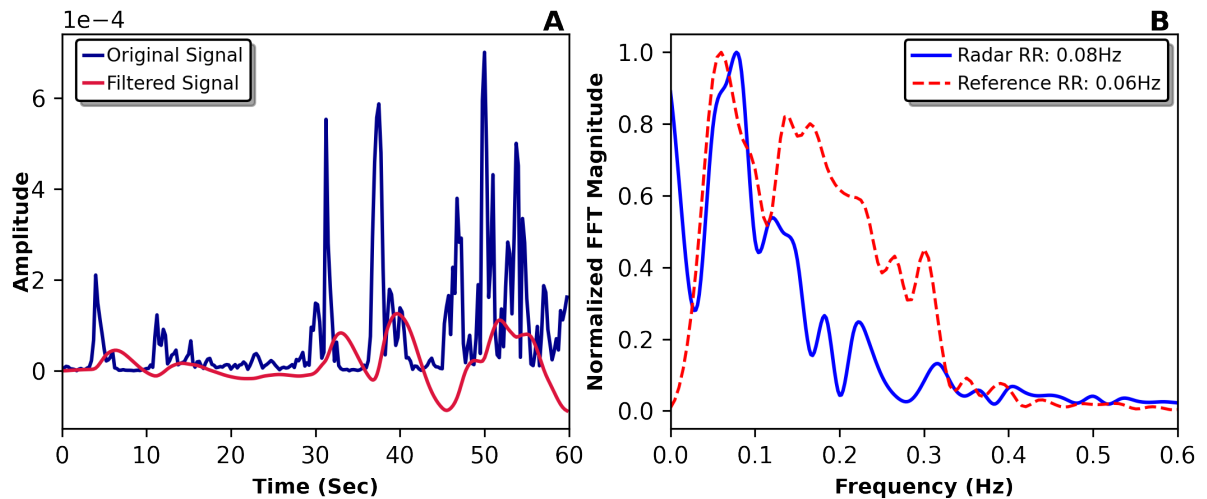 1e−4
A
Original Signal
Filtered Signal
6
4
2
0
Amplitude
0 10 20 30 40 50 60
Time (Sec)
B
Radar RR: 0.08Hz
Reference RR: 0.06Hz
1.0
0.8
0.6
0.4
0.2
0.0
Normalized FFT Magnitude
0.0 0.1 0.2 0.3 0.4 0.5 0.6
Frequency (Hz)